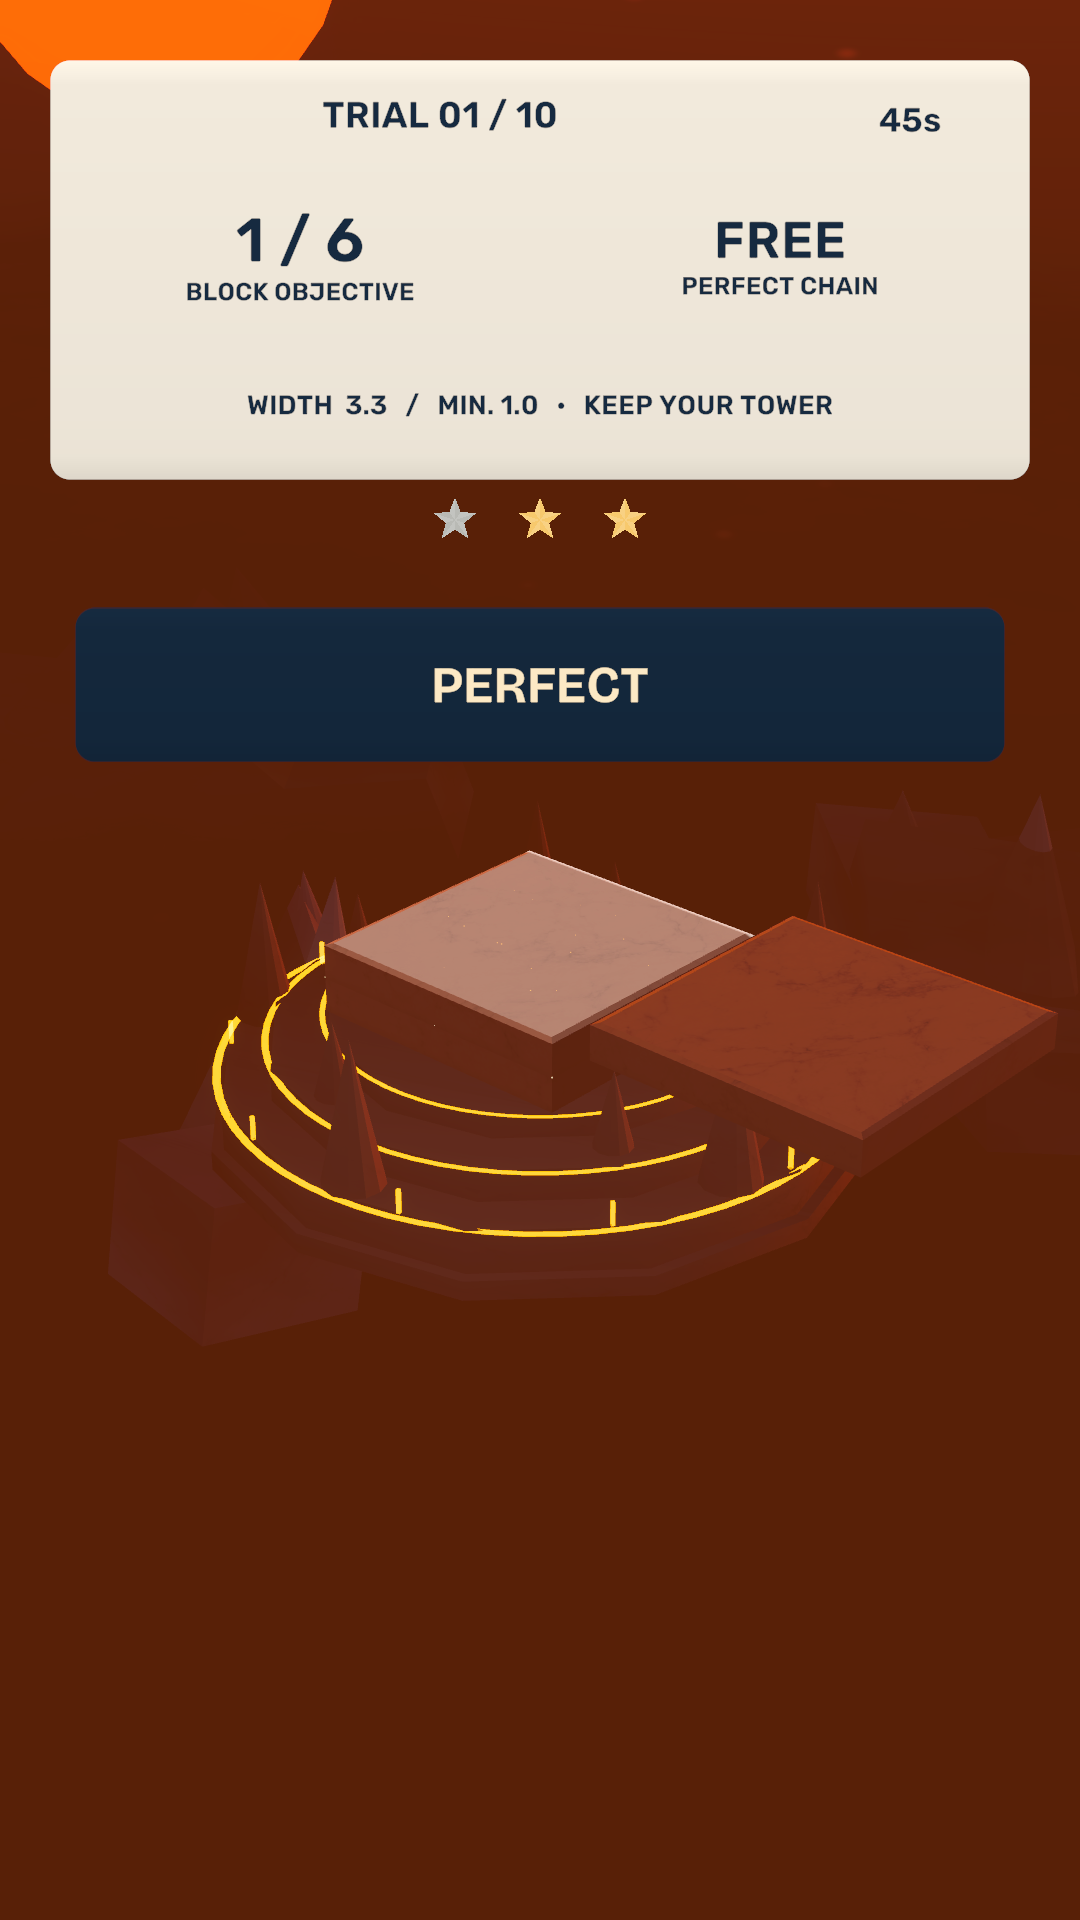 TRIAL 01 / 10
45s
1 / 6
BLOCK OBJECTIVE
FREE
PERFECT CHAIN
WIDTH 3.3 / MIN. 1.0 · KEEP YOUR TOWER
PERFECT